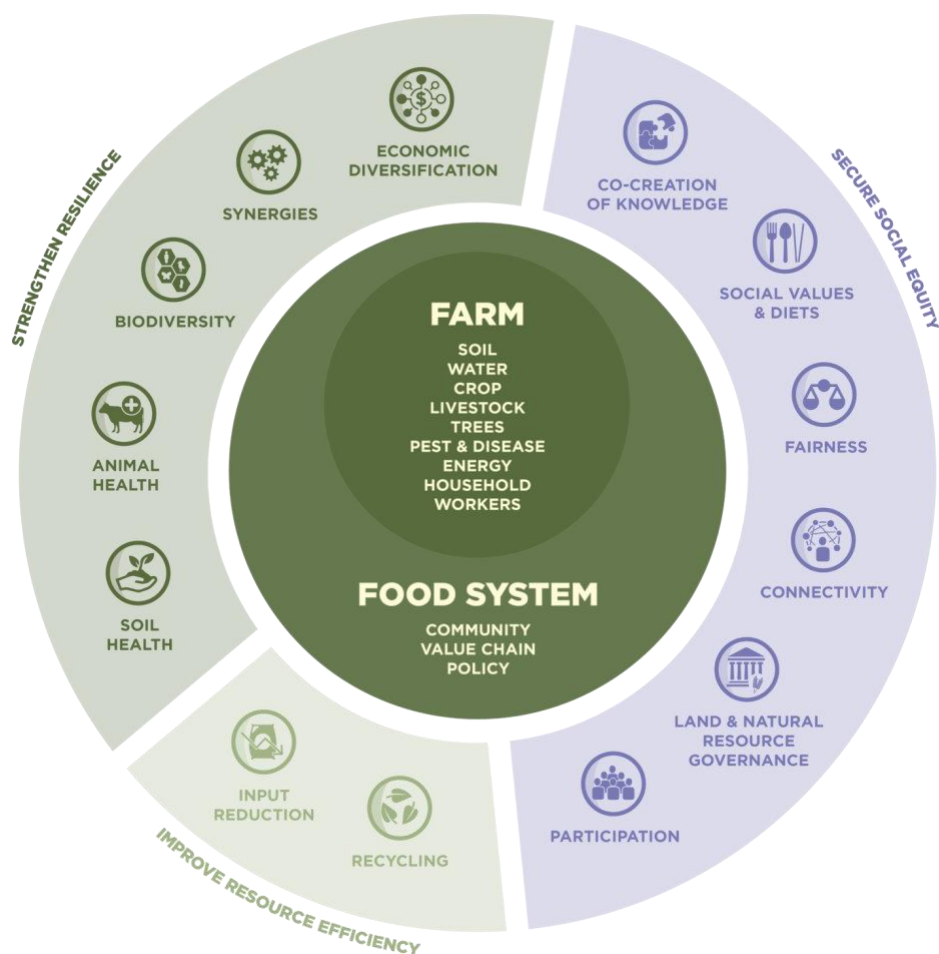 STRENGTHEN RESILIENCE
ECONOMIC
DIVERSIFICATION
SYNERGIES
BIODIVERSITY
ANIMAL
HEALTH
SOIL
HEALTH
SECURE SOCIAL EQUITY
CO-CREATION
OF KNOWLEDGE
SOCIAL VALUES
& DIETS
FAIRNESS
CONNECTIVITY
LAND & NATURAL
RESOURCE
GOVERNANCE
PARTICIPATION
IMPROVE RESOURCE EFFICIENCY
INPUT
REDUCTION
RECYCLING
FARM
SOIL
WATER
CROP
LIVESTOCK
TREES
PEST & DISEASE
ENERGY
HOUSEHOLD
WORKERS
FOOD SYSTEM
COMMUNITY
VALUE CHAIN
POLICY
$